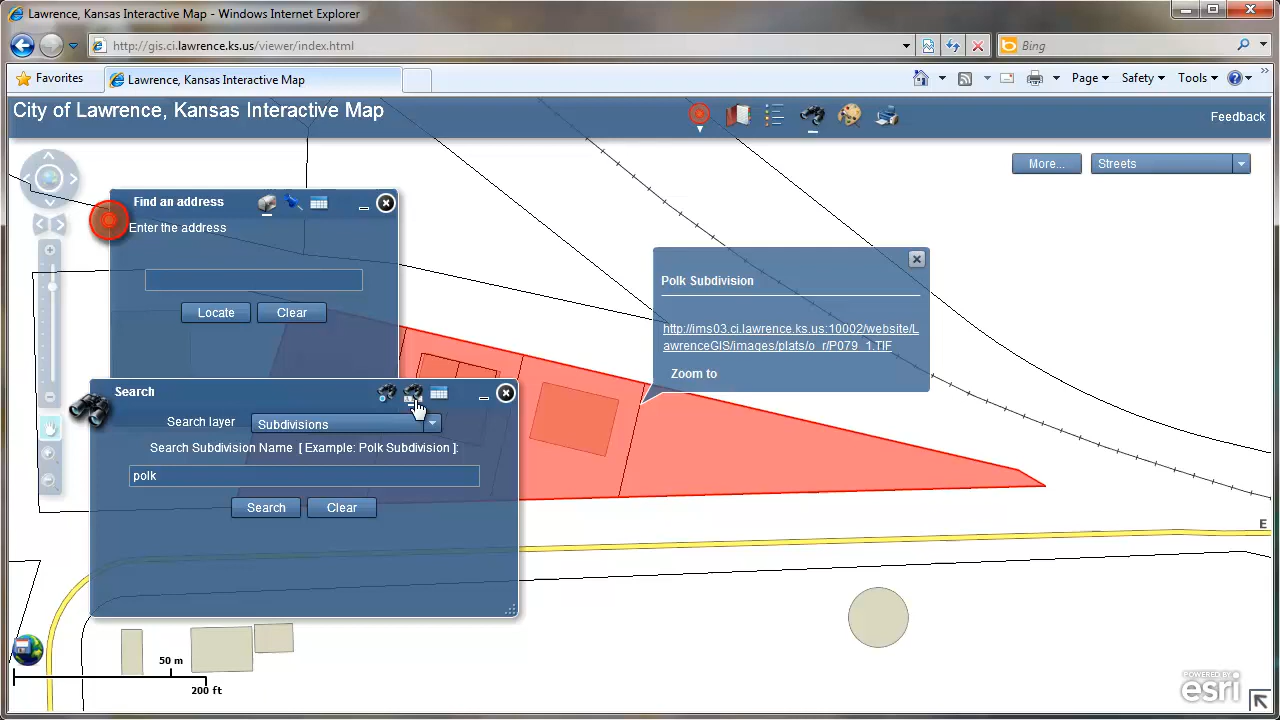 Lawrence, Kansas Interactive Map - Windows Internet Explorer
http://gis.ci.lawrence.ks.us/viewer/index.html
Bing
Favorites
Lawrence, Kansas Interactive Map
Page
Safety
Tools
City of Lawrence, Kansas Interactive Map
Feedback
More...
Streets
Find an address
Enter the address
Locate
Clear
Polk Subdivision
http://ims03.ci.lawrence.ks.us:10002/website/L
awrenceGIS/images/plats/o_r/P079_1.TIF
Zoom to
Search
Search layer
Subdivisions
Search Subdivision Name [ Example: Polk Subdivision ]:
polk
Search
Clear
E
50 m
200 ft
POWERED BY
esri